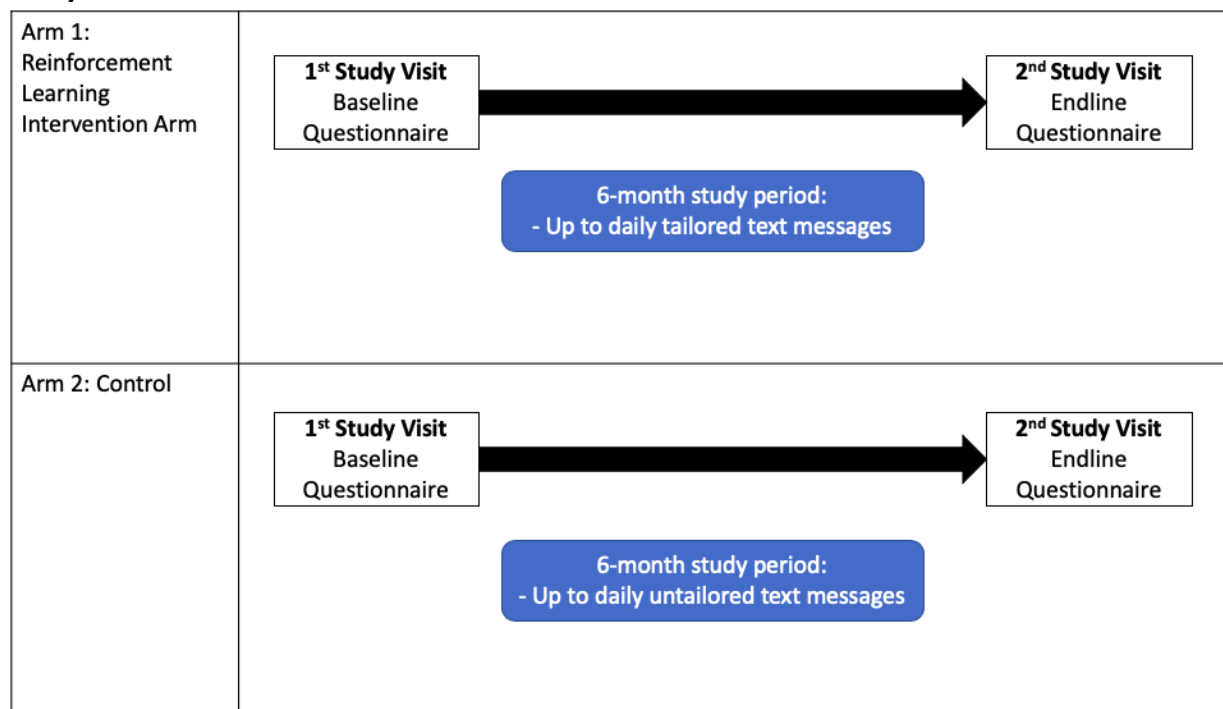 Arm 1:
Reinforcement
Learning
Intervention Arm
1st Study Visit
Baseline
Questionnaire
2nd Study Visit
Endline
Questionnaire
6-month study period:
- Up to daily tailored text messages
Arm 2: Control
1st Study Visit
Baseline
Questionnaire
2nd Study Visit
Endline
Questionnaire
6-month study period:
- Up to daily untailored text messages